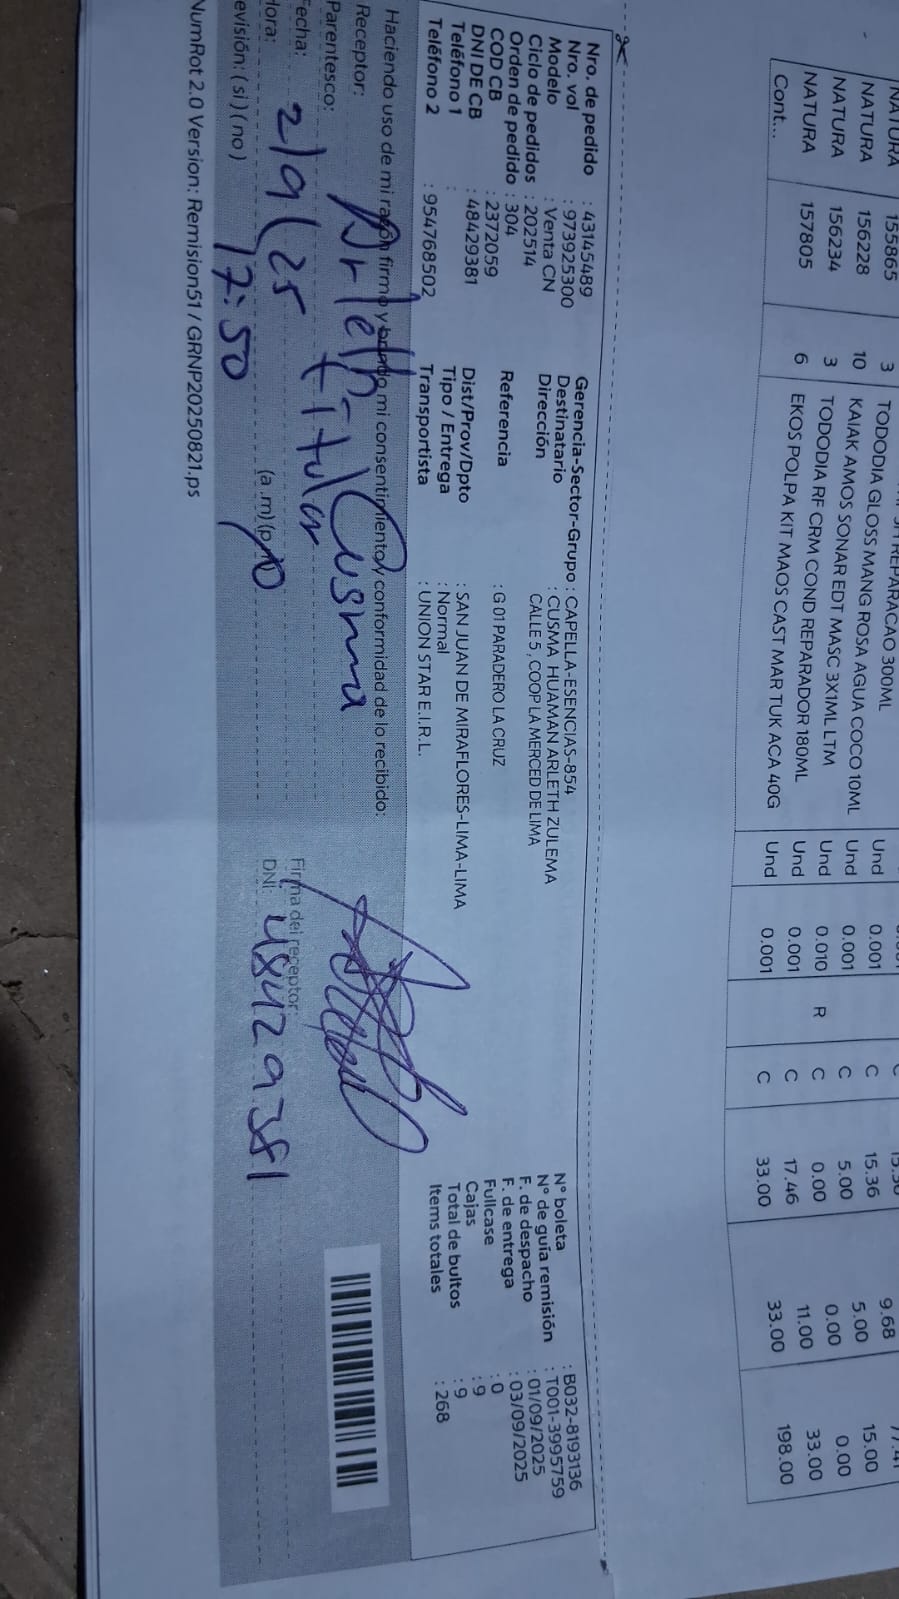 NATURA 155865 3
NATURA 156228 10 TODODIA GLOSS MANG ROSA AGUA COCO 10ML Und 0.001 C 15.36 9.68
NATURA 156234 3 KAIAK AMOS SONAR EDT MASC 3X1ML LTM Und 0.001 C 5.00 5.00 15.00
NATURA 157805 6 TODODIA RF CRM COND REPARADOR 180ML Und 0.010 R C 0.00 0.00 0.00
Cont... EKOS POLPA KIT MAOS CAST MAR TUK ACA 40G Und 0.001 C 17.46 11.00 33.00
Und 0.001 C 33.00 33.00 198.00
Nro. de pedido : 43145489 Gerencia-Sector-Grupo : CAPELLA-ESENCIAS-854 N° boleta : B032-8193136
Nro. vol : 973925300 Destinatario : CUSMA HUAMAN ARLETH ZULEMA N° de guía remisión : T001-3995759
Modelo : Venta CN Dirección CALLE 5 , COOP LA MERCED DE LIMA F. de despacho : 01/09/2025
Ciclo de pedidos : 202514 F. de entrega : 03/09/2025
Orden de pedido : 304 Referencia : G 01 PARADERO LA CRUZ Fullcase : 0
COD CB : 2372059 Cajas : 9
DNI DE CB : 48429381 Dist/Prov/Dpto : SAN JUAN DE MIRAFLORES-LIMA-LIMA Total de bultos : 9
Teléfono 1 : Tipo / Entrega : Normal Items totales : 268
Teléfono 2 : 954768502 Transportista : UNION STAR E.I.R.L.
Haciendo uso de mi razón firmo y brindo mi consentimiento y conformidad de lo recibido:
Receptor: Arleth Cusma
Parentesco: titular
Fecha: 2/9/25 Firma del receptor:
Hora: 17:50 (a.m) (p.m) DNI: 48429381
evisión: ( si ) ( no )
NumRot 2.0 Version: Remision51 / GRNP20250821.ps